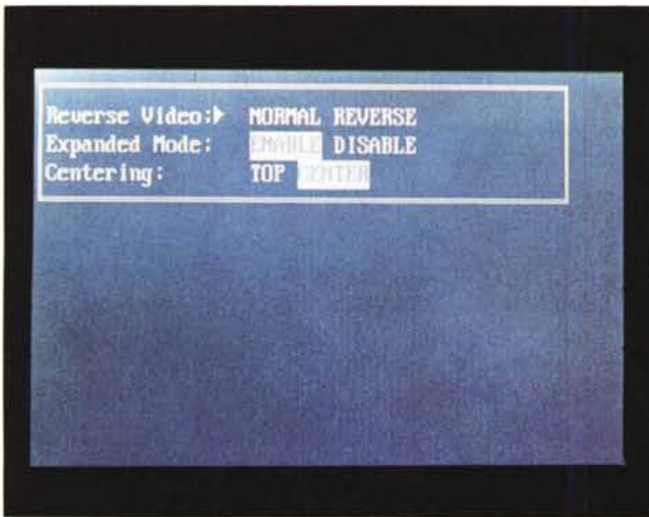 Reverse Video:▶ NORMAL REVERSE
Expanded Mode: ENABLE DISABLE
Centering: TOP CENTER